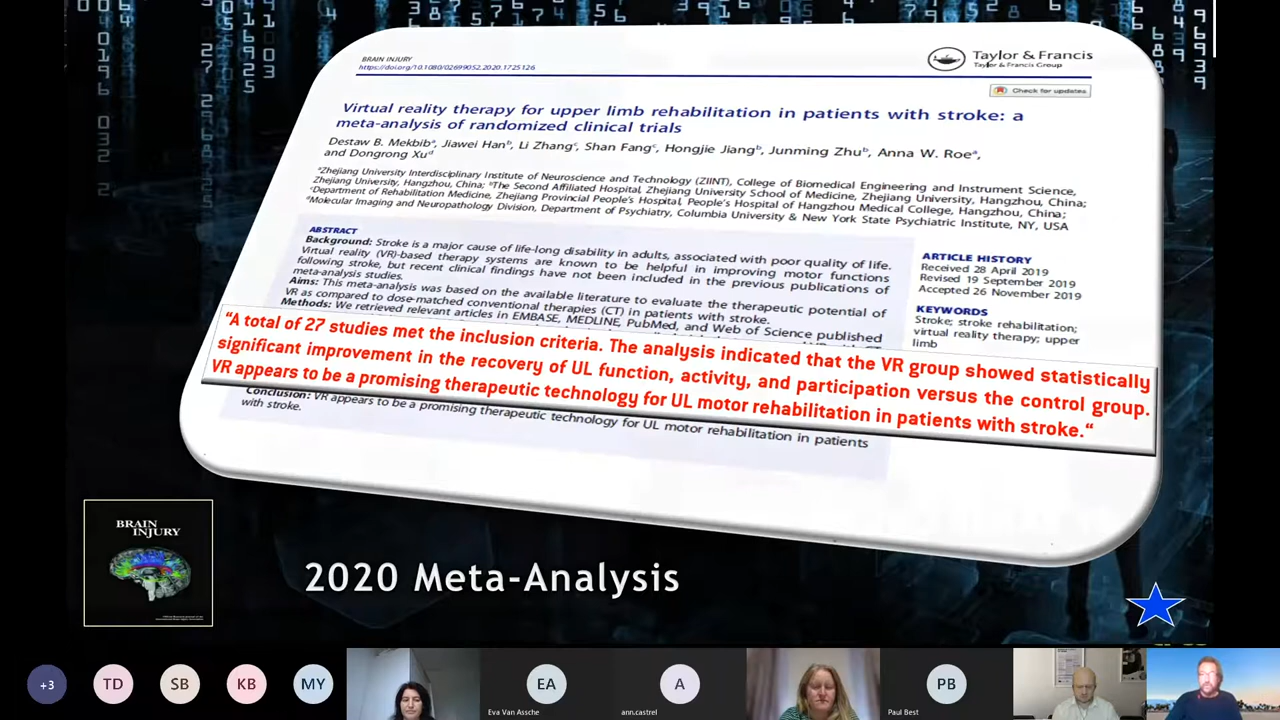 BRAIN INJURY
https://doi.org/10.1080/02699052.2020.1725126
Taylor & Francis
Taylor & Francis Group
Check for updates
Virtual reality therapy for upper limb rehabilitation in patients with stroke: a
meta-analysis of randomized clinical trials
Destaw B. Mekbibᵃ, Jiawei Hanᵇ, Li Zhangᶜ, Shan Fangᶜ, Hongjie Jiangᵇ, Junming Zhuᵇ, Anna W. Roeᵃ,
and Dongrong Xuᵈ
ᵃZhejiang University Interdisciplinary Institute of Neuroscience and Technology (ZIINT), College of Biomedical Engineering and Instrument Science,
Zhejiang University, Hangzhou, China; ᵇThe Second Affiliated Hospital, Zhejiang University School of Medicine, Zhejiang University, Hangzhou, China;
ᶜDepartment of Rehabilitation Medicine, Zhejiang Provincial People's Hospital, People's Hospital of Hangzhou Medical College, Hangzhou, China;
ᵈMolecular Imaging and Neuropathology Division, Department of Psychiatry, Columbia University & New York State Psychiatric Institute, NY, USA
ABSTRACT
Background: Stroke is a major cause of life-long disability in adults, associated with poor quality of life.
Virtual reality (VR)-based therapy systems are known to be helpful in improving motor functions
following stroke, but recent clinical findings have not been included in the previous publications of
meta-analysis studies.
Aims: This meta-analysis was based on the available literature to evaluate the therapeutic potential of
VR as compared to dose-matched conventional therapies (CT) in patients with stroke.
Methods: We retrieved relevant articles in EMBASE, MEDLINE, PubMed, and Web of Science published
ARTICLE HISTORY
Received 28 April 2019
Revised 19 September 2019
Accepted 26 November 2019
KEYWORDS
Stroke; stroke rehabilitation;
virtual reality therapy; upper
limb
"A total of 27 studies met the inclusion criteria. The analysis indicated that the VR group showed statistically
significant improvement in the recovery of UL function, activity, and participation versus the control group.
VR appears to be a promising therapeutic technology for UL motor rehabilitation in patients with stroke."
Conclusion: VR appears to be a promising therapeutic technology for UL motor rehabilitation in patients
with stroke.
BRAIN
INJURY
2020 Meta-Analysis
+3
TD
SB
KB
MY
EA
Eva Van Assche
A
ann.castrel
PB
Paul Best